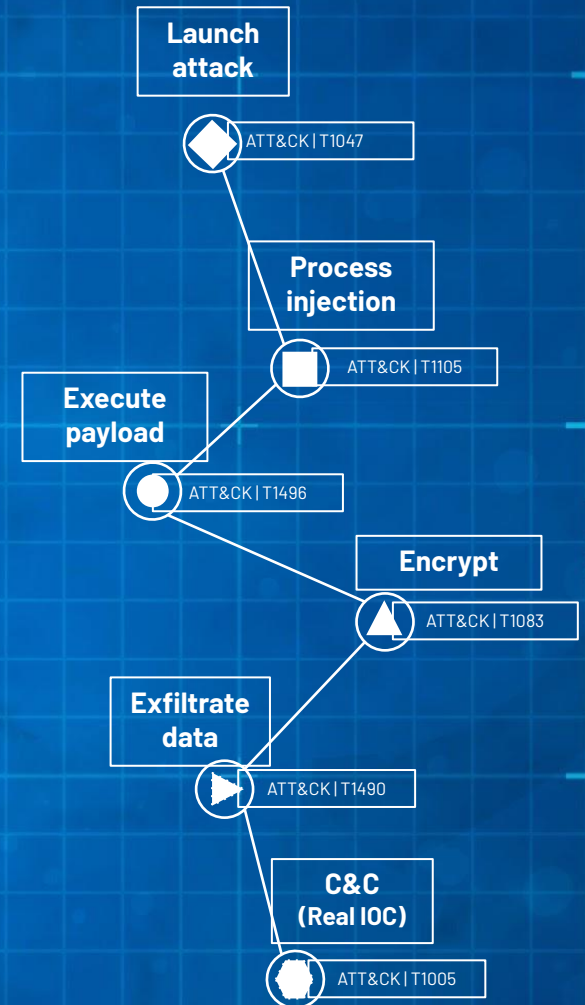 Launch
attack
ATT&CK | T1047
Process
injection
ATT&CK | T1105
Execute
payload
ATT&CK | T1496
Encrypt
ATT&CK | T1083
Exfiltrate
data
ATT&CK | T1490
C&C
(Real IOC)
ATT&CK | T1005